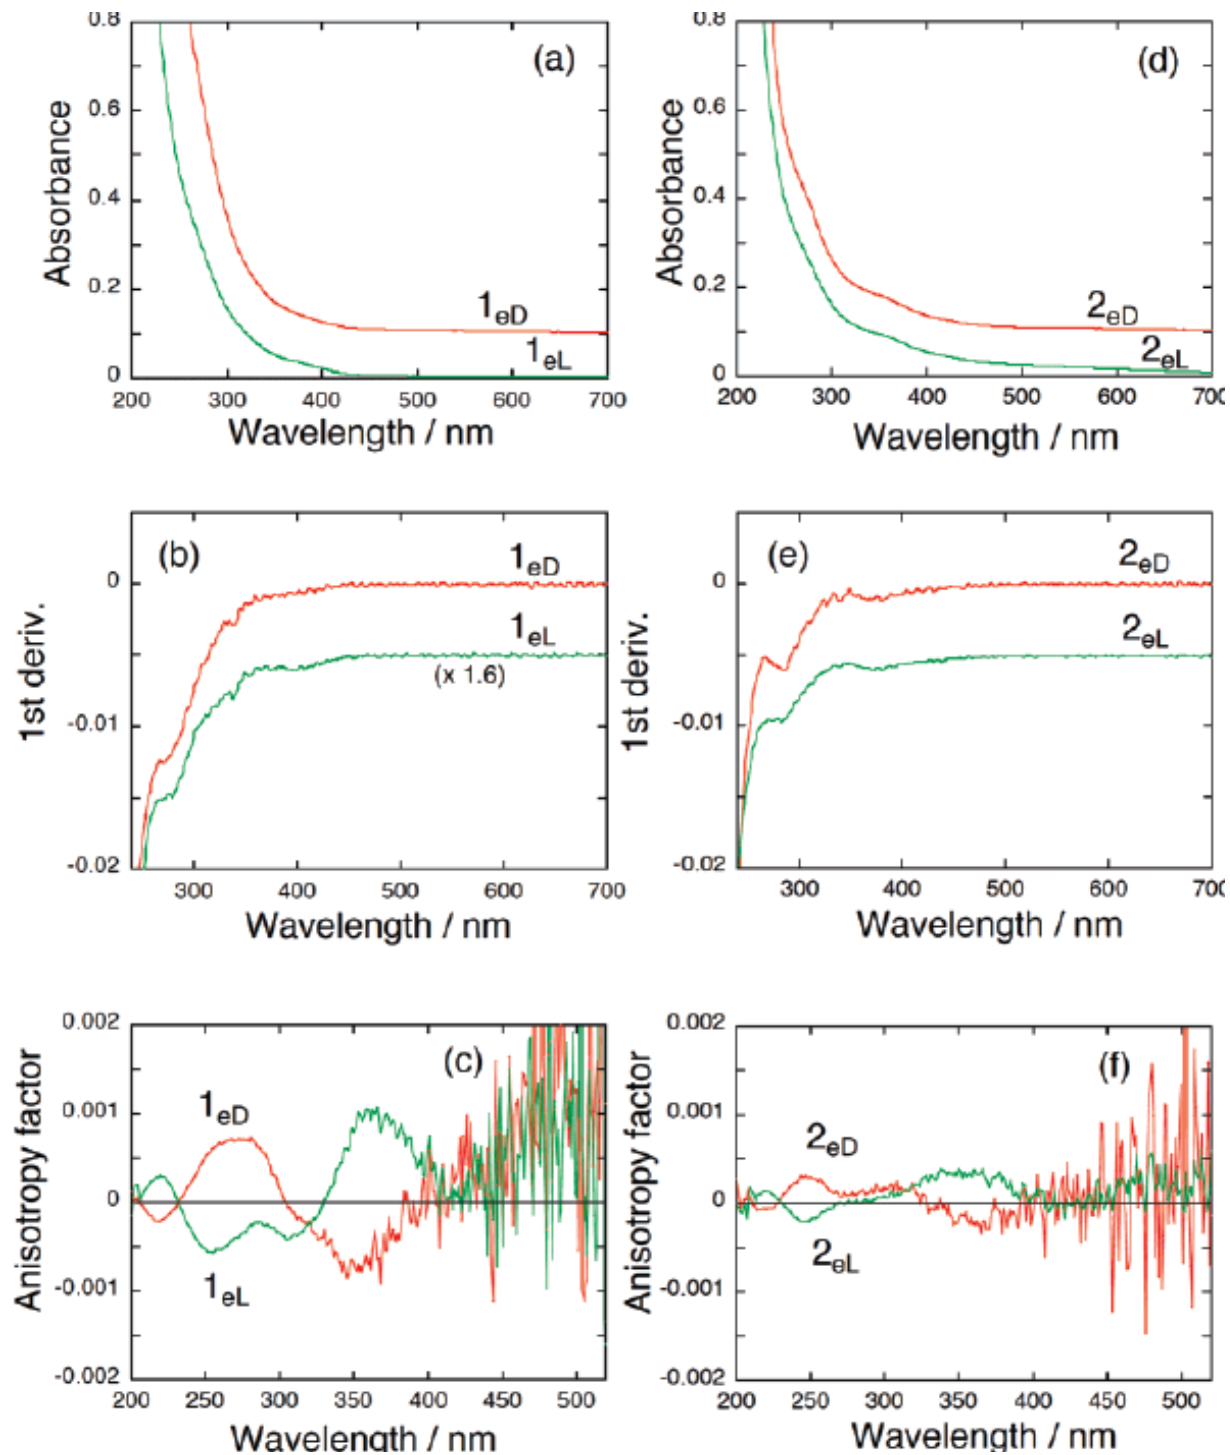 0.8
(a)
0.6
Absorbance
0.4
0.2
1eD
1eL
0
200 300 400 500 600 700
Wavelength / nm
0.8
(d)
0.6
Absorbance
0.4
0.2
2eD
2eL
0
200 300 400 500 600 700
Wavelength / nm
(b)
1eD
0
1st deriv.
1eL
(x 1.6)
-0.01
-0.02
300 400 500 600 700
Wavelength / nm
(e)
2eD
0
1st deriv.
2eL
-0.01
-0.02
300 400 500 600 700
Wavelength / nm
0.002
(c)
Anisotropy factor
0.001
1eD
0
1eL
-0.001
-0.002
200 250 300 350 400 450 500
Wavelength / nm
0.002
(f)
Anisotropy factor
0.001
2eD
0
2eL
-0.001
-0.002
200 250 300 350 400 450 500
Wavelength / nm